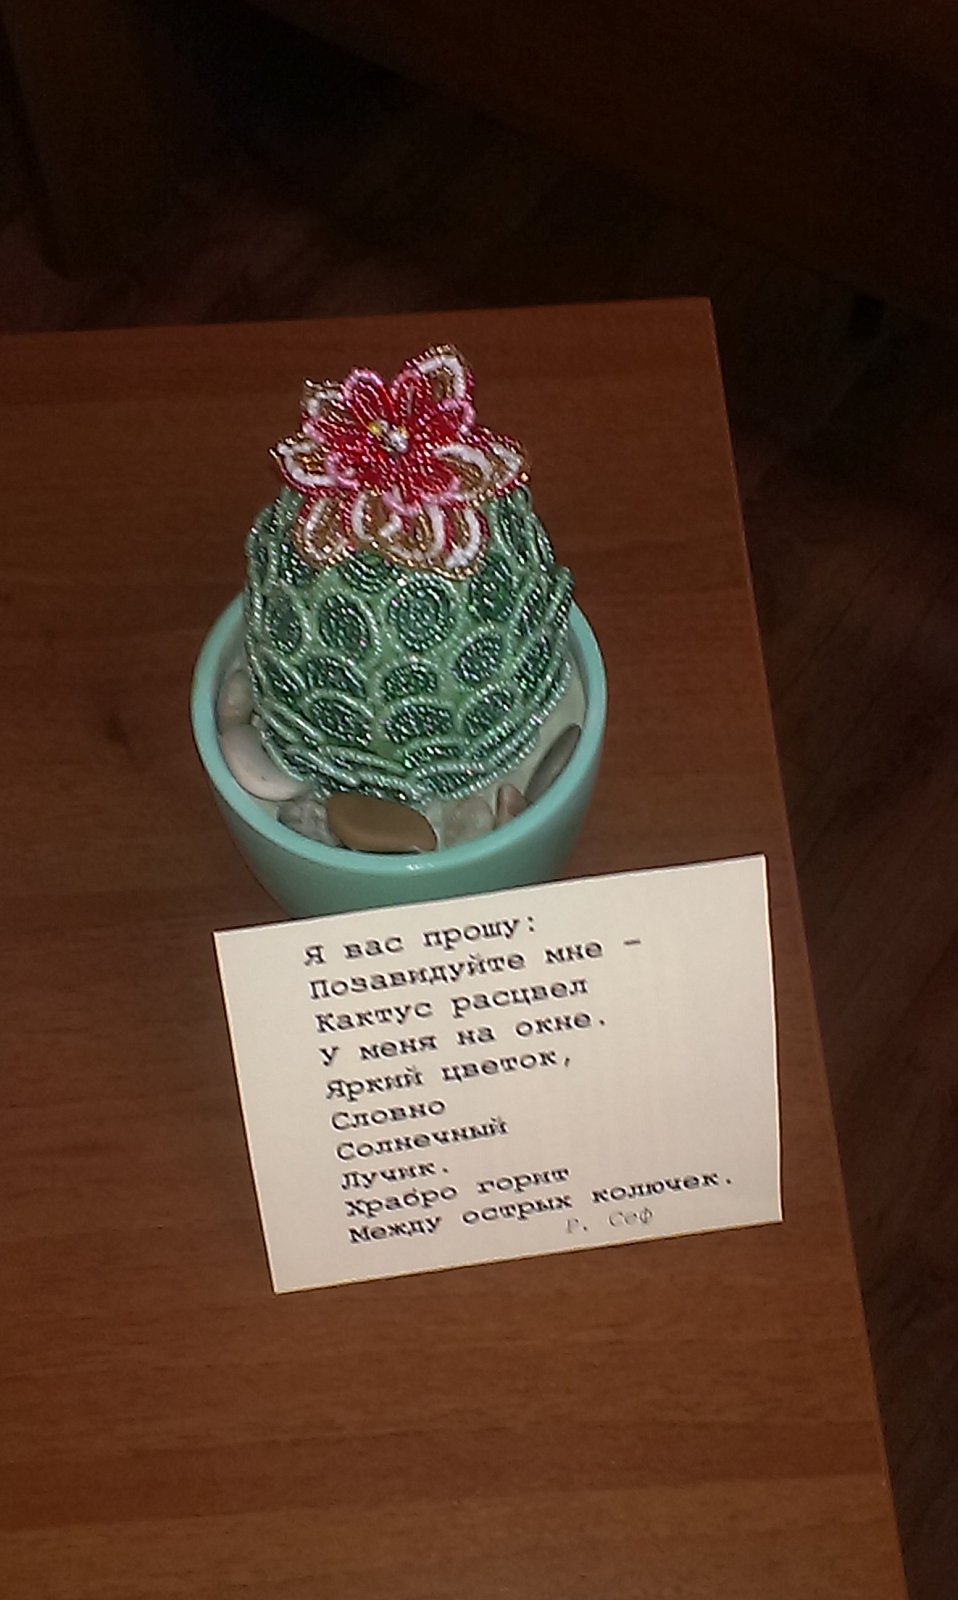 Я вас прошу:
Позавидуйте мне –
Кактус расцвел
у меня на окне.
Яркий цветок,
Словно
Солнечный
Лучик.
Храбро горит
Между острых колючек.
Р. Сеф